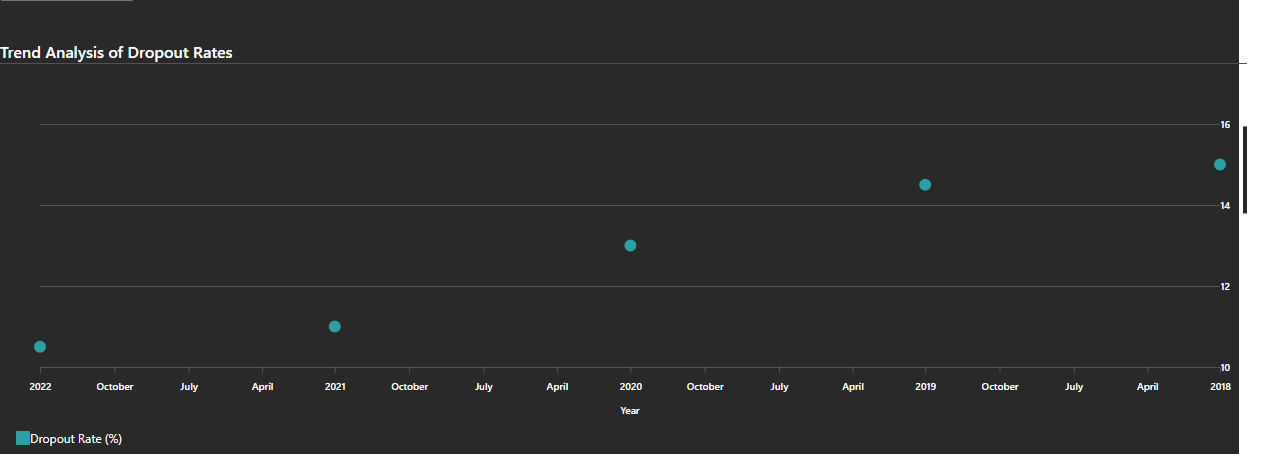 Trend Analysis of Dropout Rates
16
14
12
10
2022 October July April 2021 October July April 2020 October July April 2019 October July April 2018
Year
Dropout Rate (%)